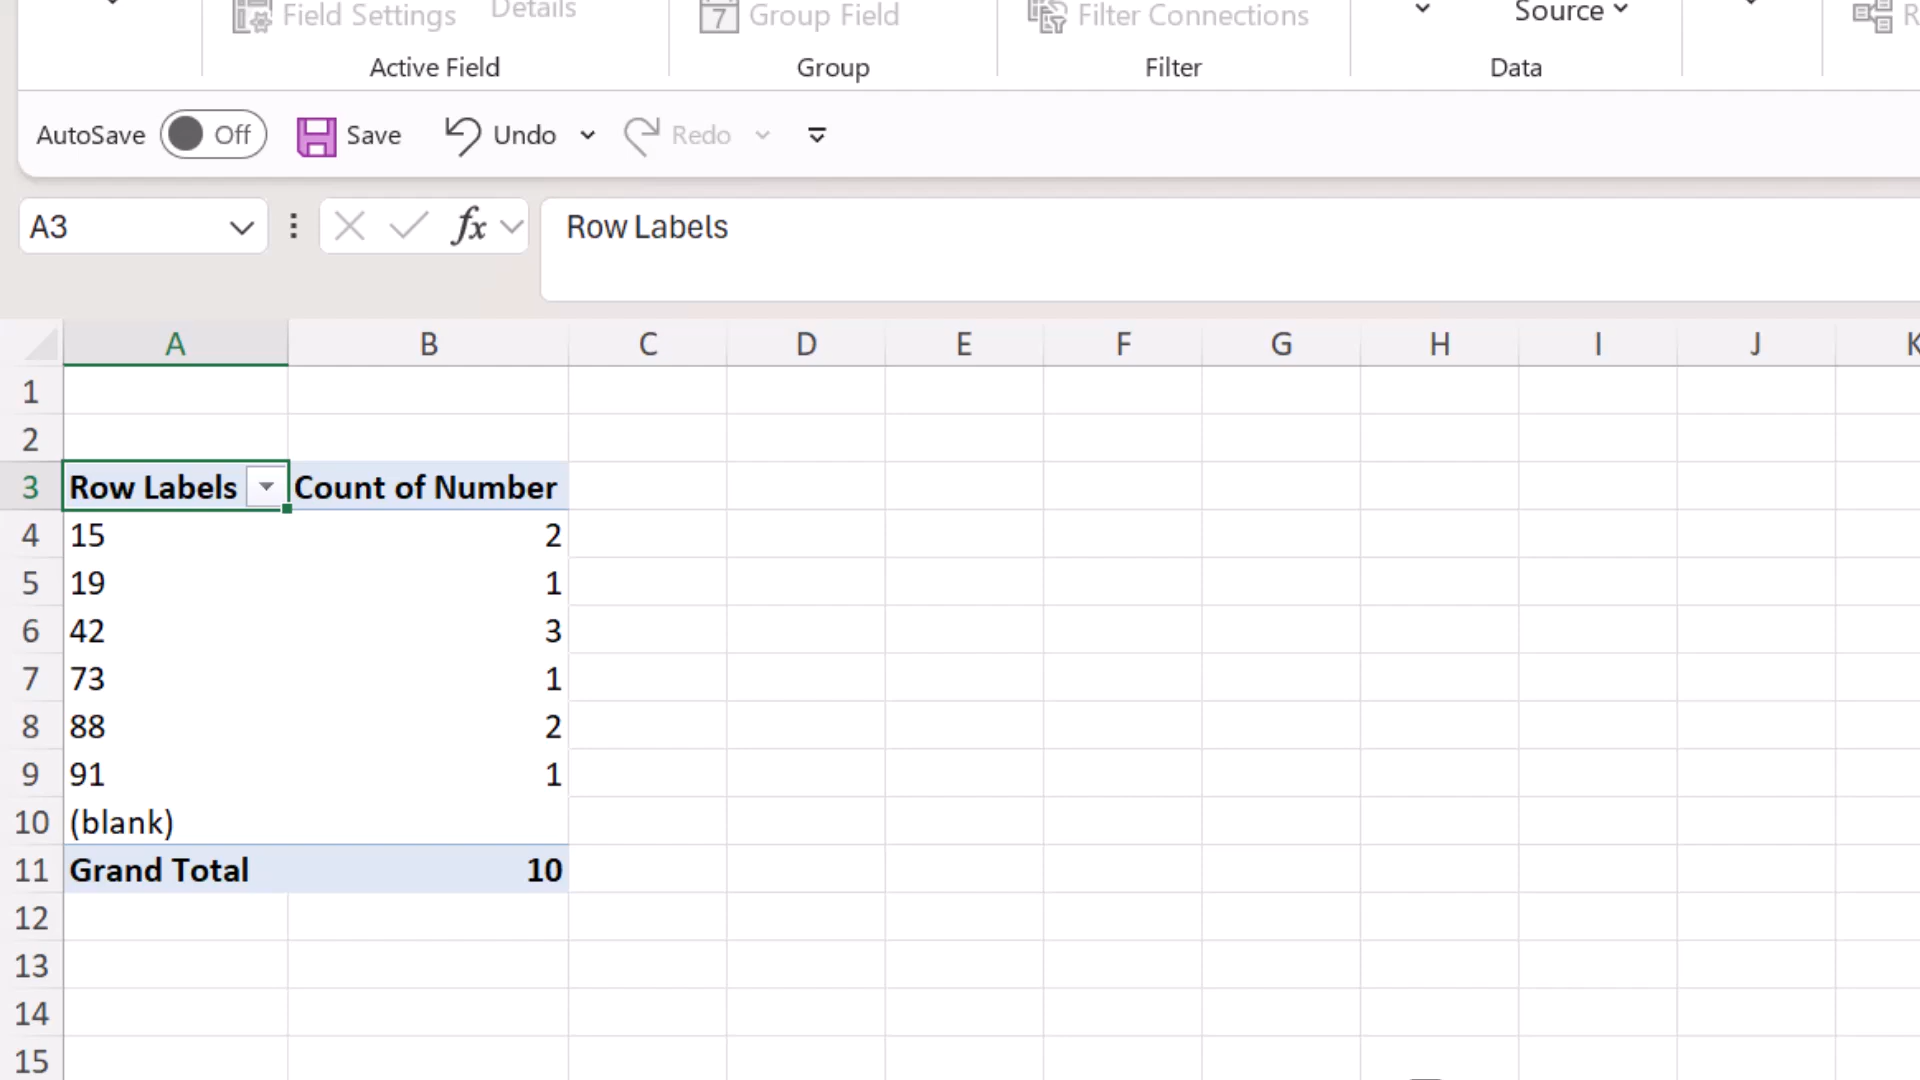 Field Settings Details Group Field Filter Connections Source
Active Field Group Filter Data
AutoSave Off Save Undo Redo
A3 fx Row Labels
A B C D E F G H I J K
1
2
3 Row Labels Count of Number
4 15 2
5 19 1
6 42 3
7 73 1
8 88 2
9 91 1
10 (blank)
11 Grand Total 10
12
13
14
15